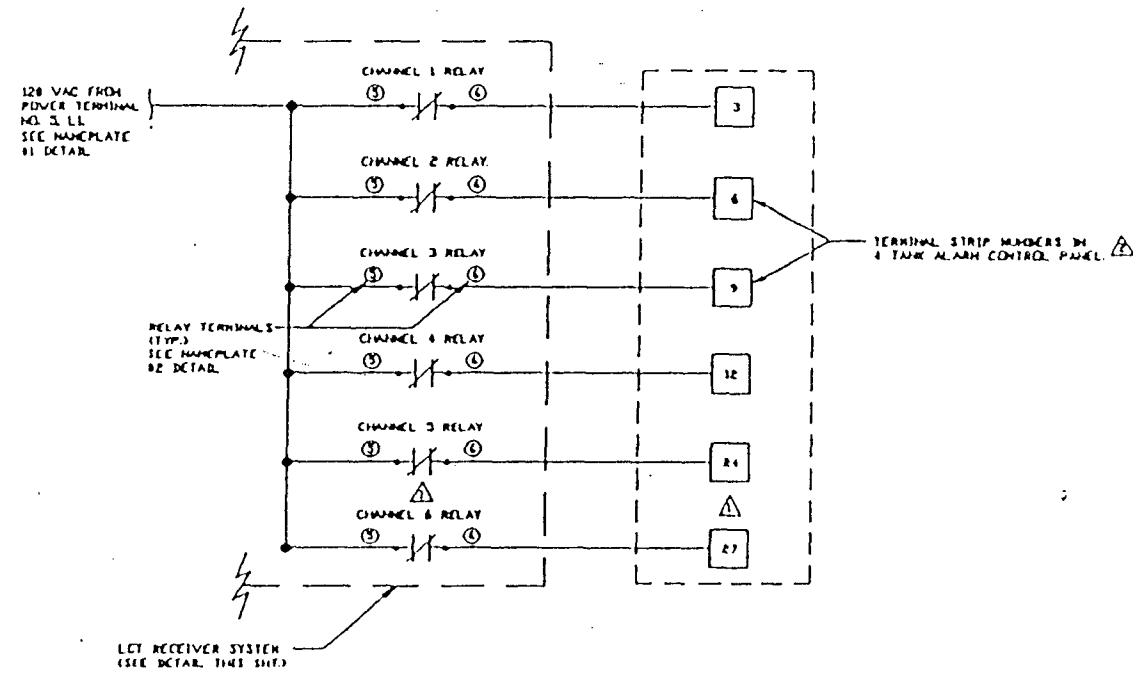 CHANNEL 1 RELAY
120 VAC FROM
POWER TERMINAL
NO. 5, L1.
SEE NAMEPLATE
#1 DETAIL
5 6
3
CHANNEL 2 RELAY.
5 6
6
TERMINAL STRIP NUMBERS IN
4 TANK ALARM CONTROL PANEL. 2
CHANNEL 3 RELAY
5 6
9
RELAY TERMINALS
(TYP.)
SEE NAMEPLATE
#2 DETAIL
CHANNEL 4 RELAY
5 6
12
CHANNEL 5 RELAY
5 6
24
1
CHANNEL 6 RELAY
5 6
27
RECEIVER SYSTEM
(SEE DETAIL THIS SHT.)